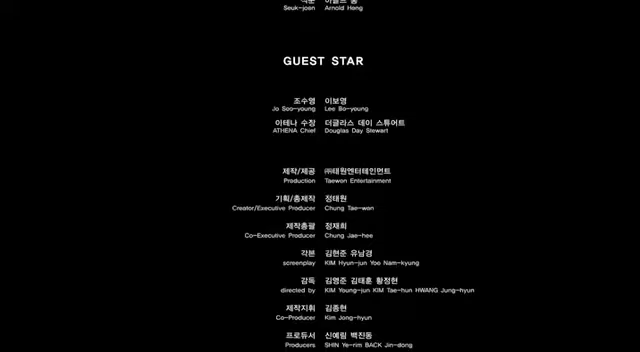 석준 아놀드 홍
Seuk-joon Arnold Hong
GUEST STAR
조수영 이보영
Jo Soo-young Lee Bo-young
아테나 수장 더글라스 데이 스튜어트
ATHENA Chief Douglas Day Stewart
제작/제공 ㈜태원엔터테인먼트
Production Taewon Entertainment
기획/총제작 정태원
Creator/Executive Producer Chung Tae-won
제작총괄 정재희
Co-Executive Producer Chung Jae-hee
각본 김현준 유남경
screenplay KIM Hyun-jun Yoo Nam-kyung
감독 김영준 김태훈 황정현
directed by KIM Young-jun KIM Tae-hun HWANG Jung-hyun
제작지휘 김종현
Co-Producer Kim Jong-hyun
프로듀서 신예림 백진동
Producers SHIN Ye-rim BACK Jin-dong